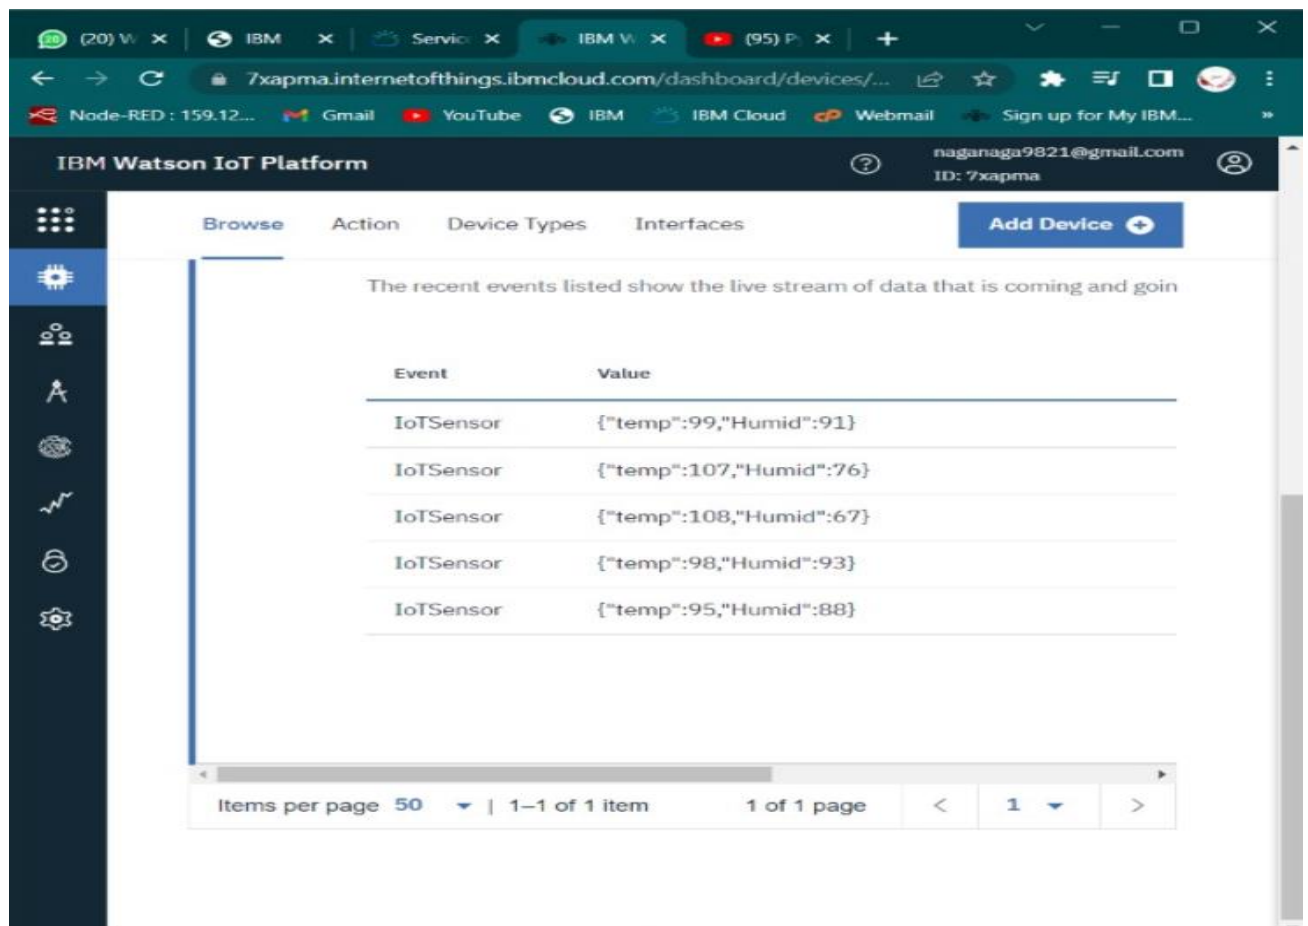 (20) W
IBM
Servic
IBM W
(95) P
7xapma.internetofthings.ibmcloud.com/dashboard/devices/...
Node-RED : 159.12...
Gmail
YouTube
IBM
IBM Cloud
Webmail
Sign up for My IBM...
»
IBM Watson IoT Platform
naganaga9821@gmail.com
ID: 7xapma
Browse Action Device Types Interfaces
Add Device
The recent events listed show the live stream of data that is coming and goin
Event Value
IoTSensor {"temp":99,"Humid":91}
IoTSensor {"temp":107,"Humid":76}
IoTSensor {"temp":108,"Humid":67}
IoTSensor {"temp":98,"Humid":93}
IoTSensor {"temp":95,"Humid":88}
Items per page 50 | 1–1 of 1 item 1 of 1 page < 1 >